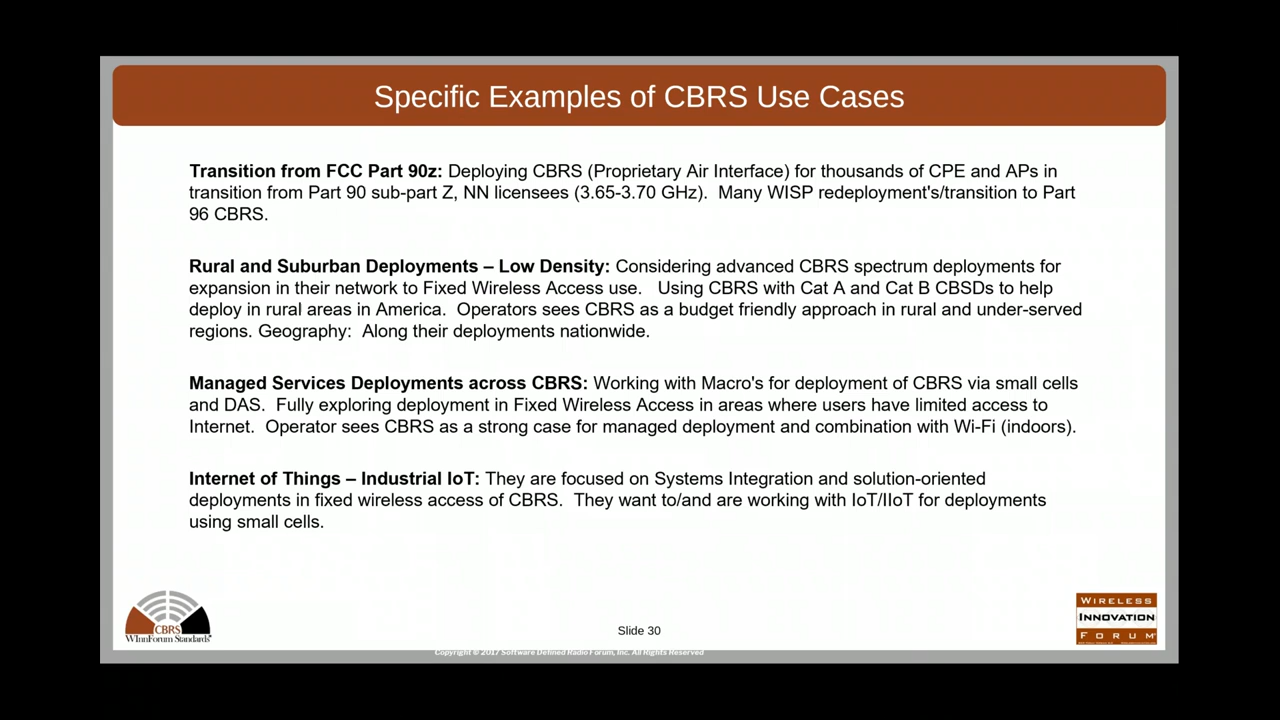 Specific Examples of CBRS Use Cases
Transition from FCC Part 90z: Deploying CBRS (Proprietary Air Interface) for thousands of CPE and APs in
transition from Part 90 sub-part Z, NN licensees (3.65-3.70 GHz).  Many WISP redeployment's/transition to Part
96 CBRS.
Rural and Suburban Deployments – Low Density: Considering advanced CBRS spectrum deployments for
expansion in their network to Fixed Wireless Access use.   Using CBRS with Cat A and Cat B CBSDs to help
deploy in rural areas in America.  Operators sees CBRS as a budget friendly approach in rural and under-served
regions. Geography:  Along their deployments nationwide.
Managed Services Deployments across CBRS: Working with Macro's for deployment of CBRS via small cells
and DAS.  Fully exploring deployment in Fixed Wireless Access in areas where users have limited access to
Internet.  Operator sees CBRS as a strong case for managed deployment and combination with Wi-Fi (indoors).
Internet of Things – Industrial IoT: They are focused on Systems Integration and solution-oriented
deployments in fixed wireless access of CBRS.  They want to/and are working with IoT/IIoT for deployments
using small cells.
CBRS
WInnForum Standards
Slide 30
WIRELESS
INNOVATION
FORUM
Copyright © 2017 Software Defined Radio Forum, Inc. All Rights Reserved